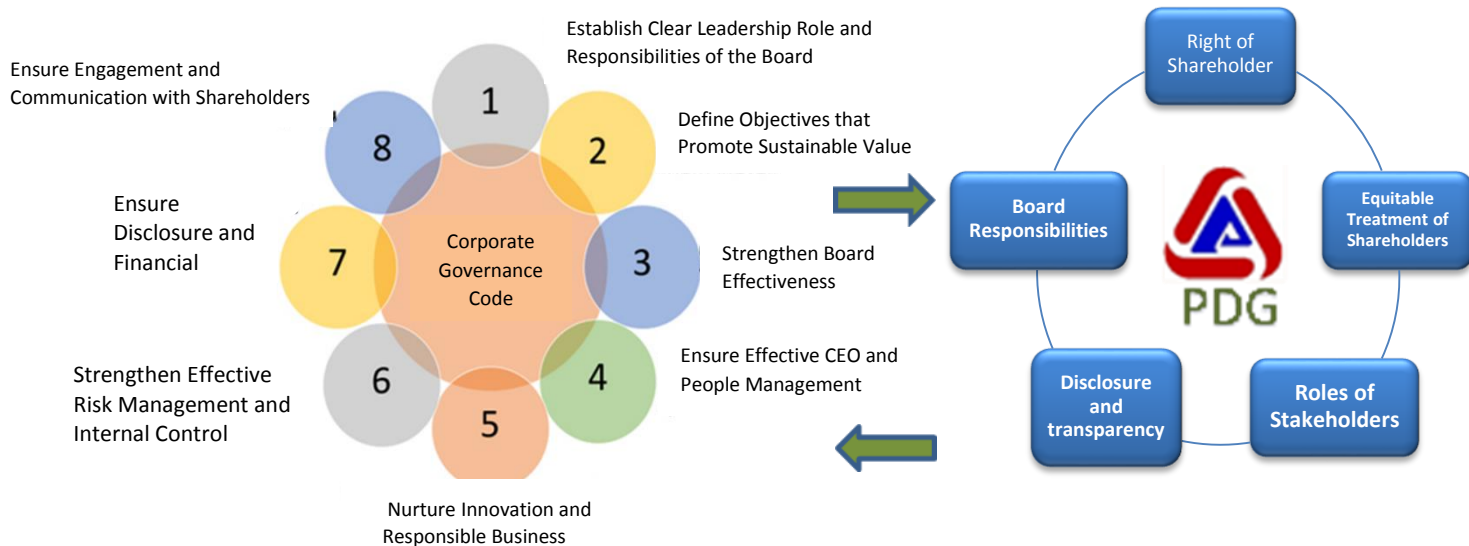 Establish Clear Leadership Role and
Responsibilities of the Board
Ensure Engagement and
Communication with Shareholders
1
2
Define Objectives that
Promote Sustainable Value
8
Ensure
Disclosure and
Financial
7
Corporate
Governance
Code
3
Strengthen Board
Effectiveness
Strengthen Effective
Risk Management and
Internal Control
6
4
Ensure Effective CEO and
People Management
5
Nurture Innovation and
Responsible Business
Right of
Shareholder
Board
Responsibilities
Equitable
Treatment of
Shareholders
PDG
Disclosure
and
transparency
Roles of
Stakeholders